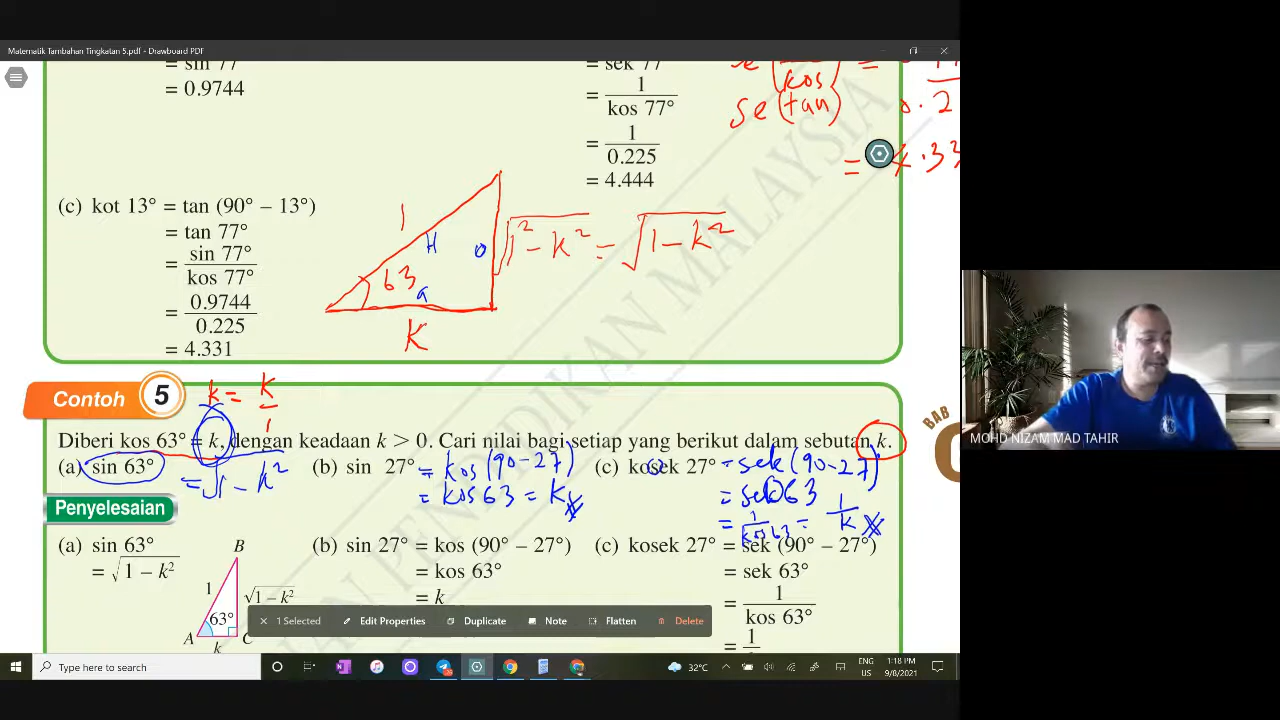 Matematik Tambahan Tingkatan 5.pdf - Drawboard PDF
= sin 77°
= 0.9744
= sek 77°
= 1/kos 77°
= 1/0.225
= 4.444
kos
se (tan)
0.2
= 4.33
(c) kot 13° = tan (90° – 13°)
= tan 77°
= sin 77°/kos 77°
= 0.9744/0.225
= 4.331
1
H
O
63
a
K
√1² – k² = √1 – k²
Contoh 5
k = k/1
Diberi kos 63° = k, dengan keadaan k > 0. Cari nilai bagi setiap yang berikut dalam sebutan k.
(a) sin 63°
= √1 – k²
(b) sin 27°
= kos (90-27)
= kos 63 = k
(c) kosek 27°
= sek (90-27)
= sek 63
= 1/kos 63 = 1/k
Penyelesaian
(a) sin 63°
= √1 – k²
B
1
√1 – k²
63°
A
k
C
(b) sin 27° = kos (90° – 27°)
= kos 63°
= k
(c) kosek 27° = sek (90° – 27°)
= sek 63°
= 1/kos 63°
= 1
BAB
MOHD NIZAM MAD TAHIR
1 Selected
Edit Properties
Duplicate
Note
Flatten
Delete
Type here to search
32°C
ENG
US
1:18 PM
9/8/2021